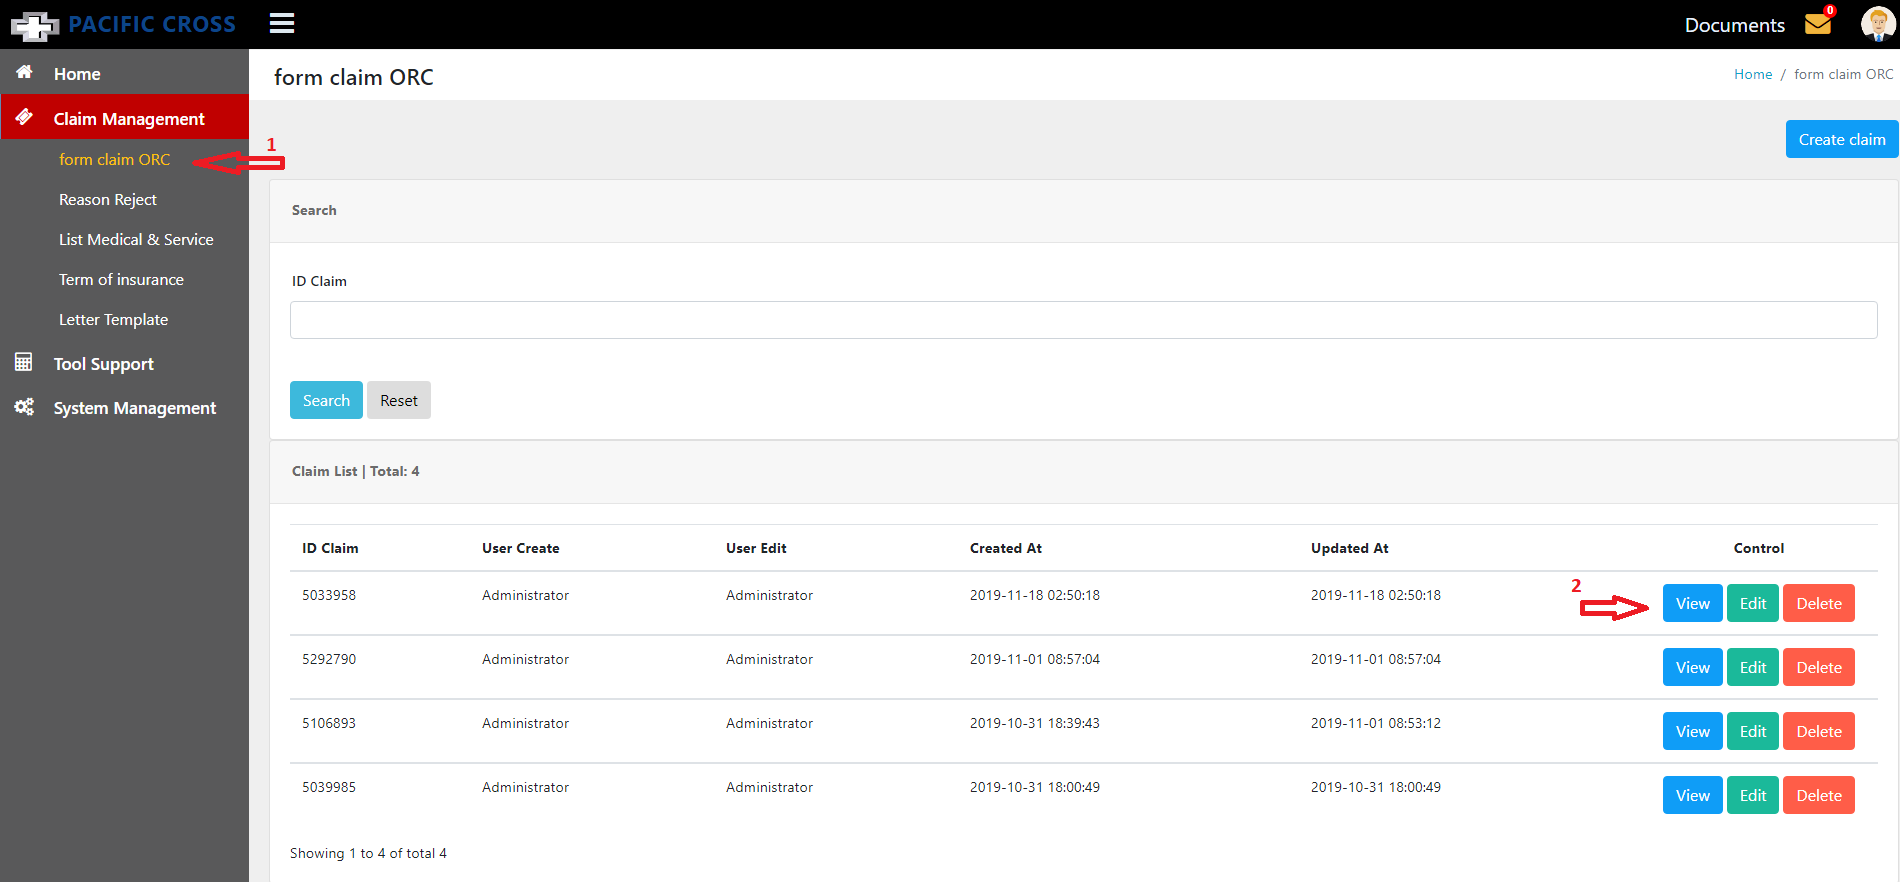 PACIFIC CROSS
Documents 0
Home
Claim Management
form claim ORC
Reason Reject
List Medical & Service
Term of insurance
Letter Template
Tool Support
System Management
1
form claim ORC
Home / form claim ORC
Create claim
Search
ID Claim
Search Reset
Claim List | Total: 4
ID Claim User Create User Edit Created At Updated At Control
2
5033958 Administrator Administrator 2019-11-18 02:50:18 2019-11-18 02:50:18 View Edit Delete
5292790 Administrator Administrator 2019-11-01 08:57:04 2019-11-01 08:57:04 View Edit Delete
5106893 Administrator Administrator 2019-10-31 18:39:43 2019-11-01 08:53:12 View Edit Delete
5039985 Administrator Administrator 2019-10-31 18:00:49 2019-10-31 18:00:49 View Edit Delete
Showing 1 to 4 of total 4